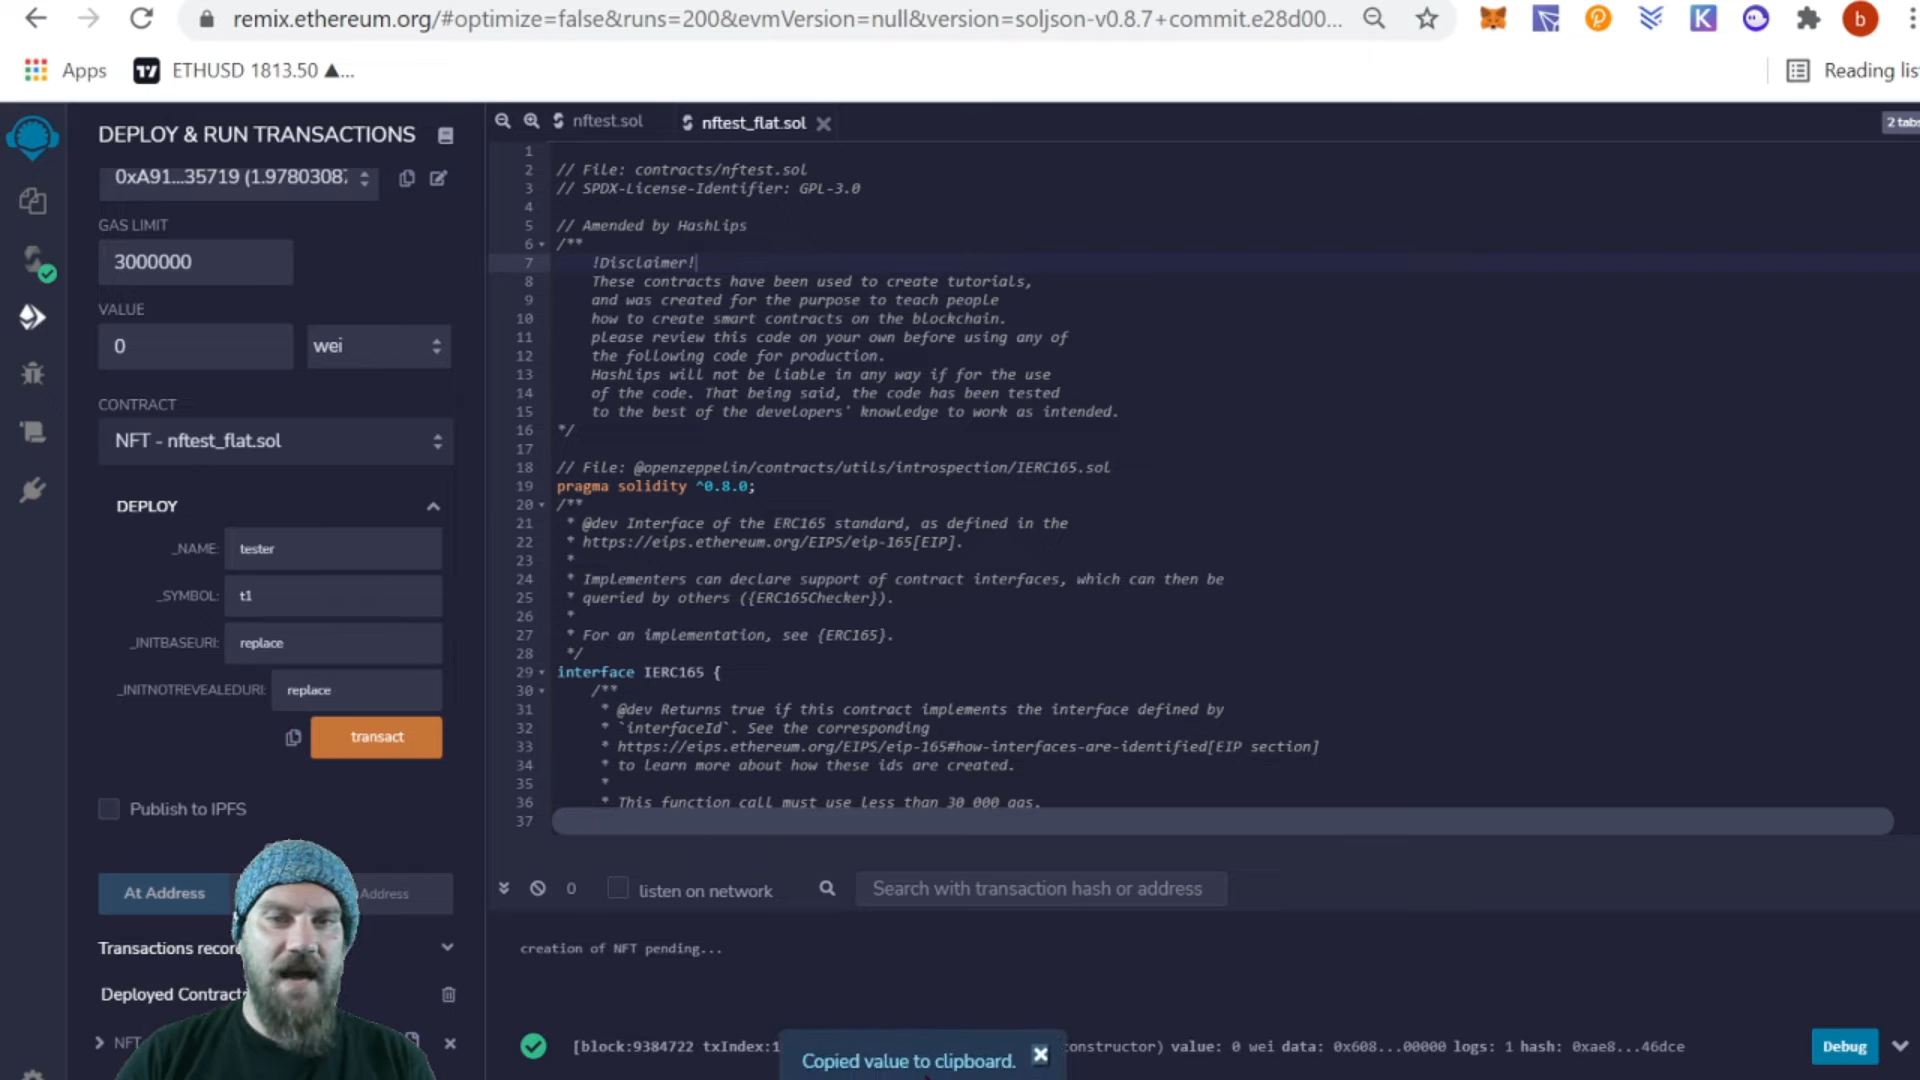 remix.ethereum.org/#optimize=false&runs=200&evmVersion=null&version=soljson-v0.8.7+commit.e28d00...
b
Apps
ETHUSD 1813.50 ▲...
Reading lis
DEPLOY & RUN TRANSACTIONS
0xA91...35719 (1.9780308
GAS LIMIT
3000000
VALUE
0
wei
CONTRACT
NFT - nftest_flat.sol
DEPLOY
_NAME: tester
_SYMBOL: t1
_INITBASEURI: replace
_INITNOTREVEALEDURI: replace
transact
Publish to IPFS
At Address
Address
Transactions recor
Deployed Contract
NFT
nftest.sol
nftest_flat.sol
2 tabs
1
2 // File: contracts/nftest.sol
3 // SPDX-License-Identifier: GPL-3.0
4
5 // Amended by HashLips
6 /**
7 !Disclaimer!
8 These contracts have been used to create tutorials,
9 and was created for the purpose to teach people
10 how to create smart contracts on the blockchain.
11 please review this code on your own before using any of
12 the following code for production.
13 HashLips will not be liable in any way if for the use
14 of the code. That being said, the code has been tested
15 to the best of the developers' knowledge to work as intended.
16 */
17
18 // File: @openzeppelin/contracts/utils/introspection/IERC165.sol
19 pragma solidity ^0.8.0;
20 /**
21 * @dev Interface of the ERC165 standard, as defined in the
22 * https://eips.ethereum.org/EIPS/eip-165[EIP].
23 *
24 * Implementers can declare support of contract interfaces, which can then be
25 * queried by others ({ERC165Checker}).
26 *
27 * For an implementation, see {ERC165}.
28 */
29 interface IERC165 {
30 /**
31 * @dev Returns true if this contract implements the interface defined by
32 * `interfaceId`. See the corresponding
33 * https://eips.ethereum.org/EIPS/eip-165#how-interfaces-are-identified[EIP section]
34 * to learn more about how these ids are created.
35 *
36 * This function call must use less than 30 000 gas.
37
0
listen on network
Search with transaction hash or address
creation of NFT pending...
[block:9384722 txIndex:1
constructor) value: 0 wei data: 0x608...00000 logs: 1 hash: 0xae8...46dce
Debug
Copied value to clipboard.